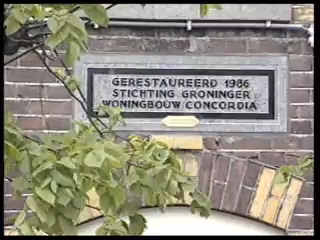 GERESTAUREERD 1986
STICHTING GRONINGER
WONINGBOUW CONCORDIA